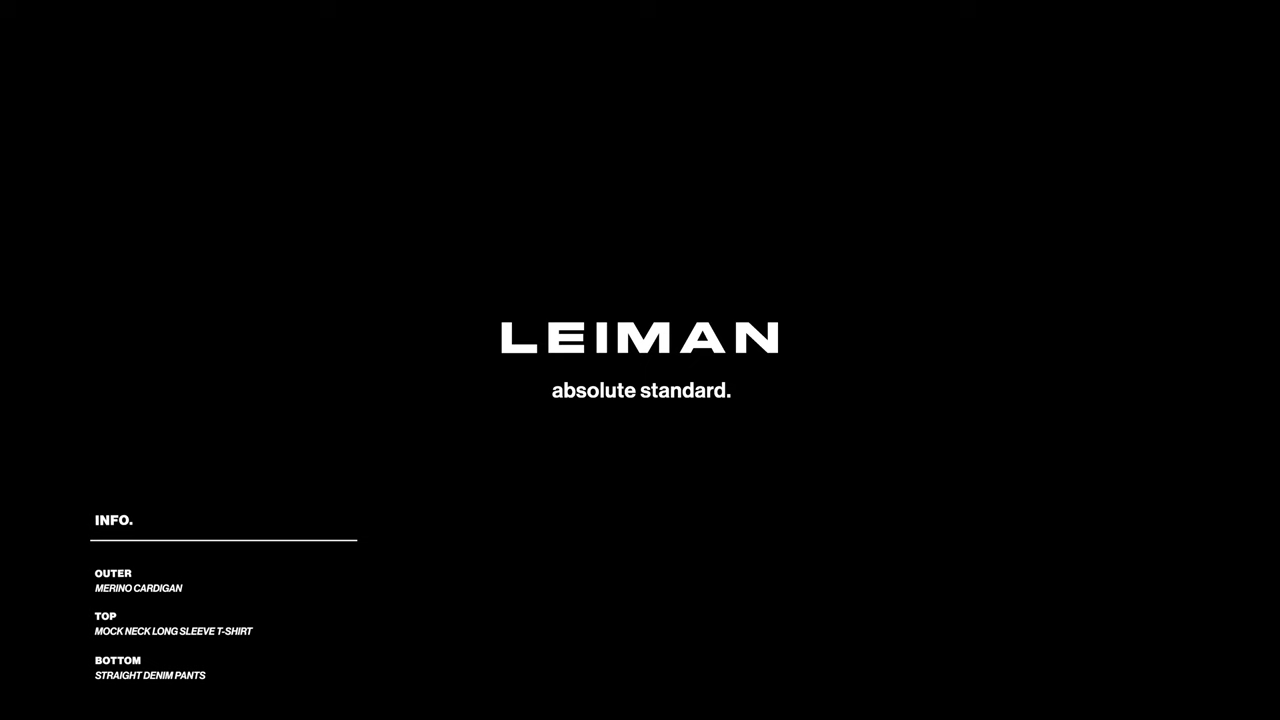 LEIMAN
absolute standard.
INFO.
OUTER
MERINO CARDIGAN
TOP
MOCK NECK LONG SLEEVE T-SHIRT
BOTTOM
STRAIGHT DENIM PANTS